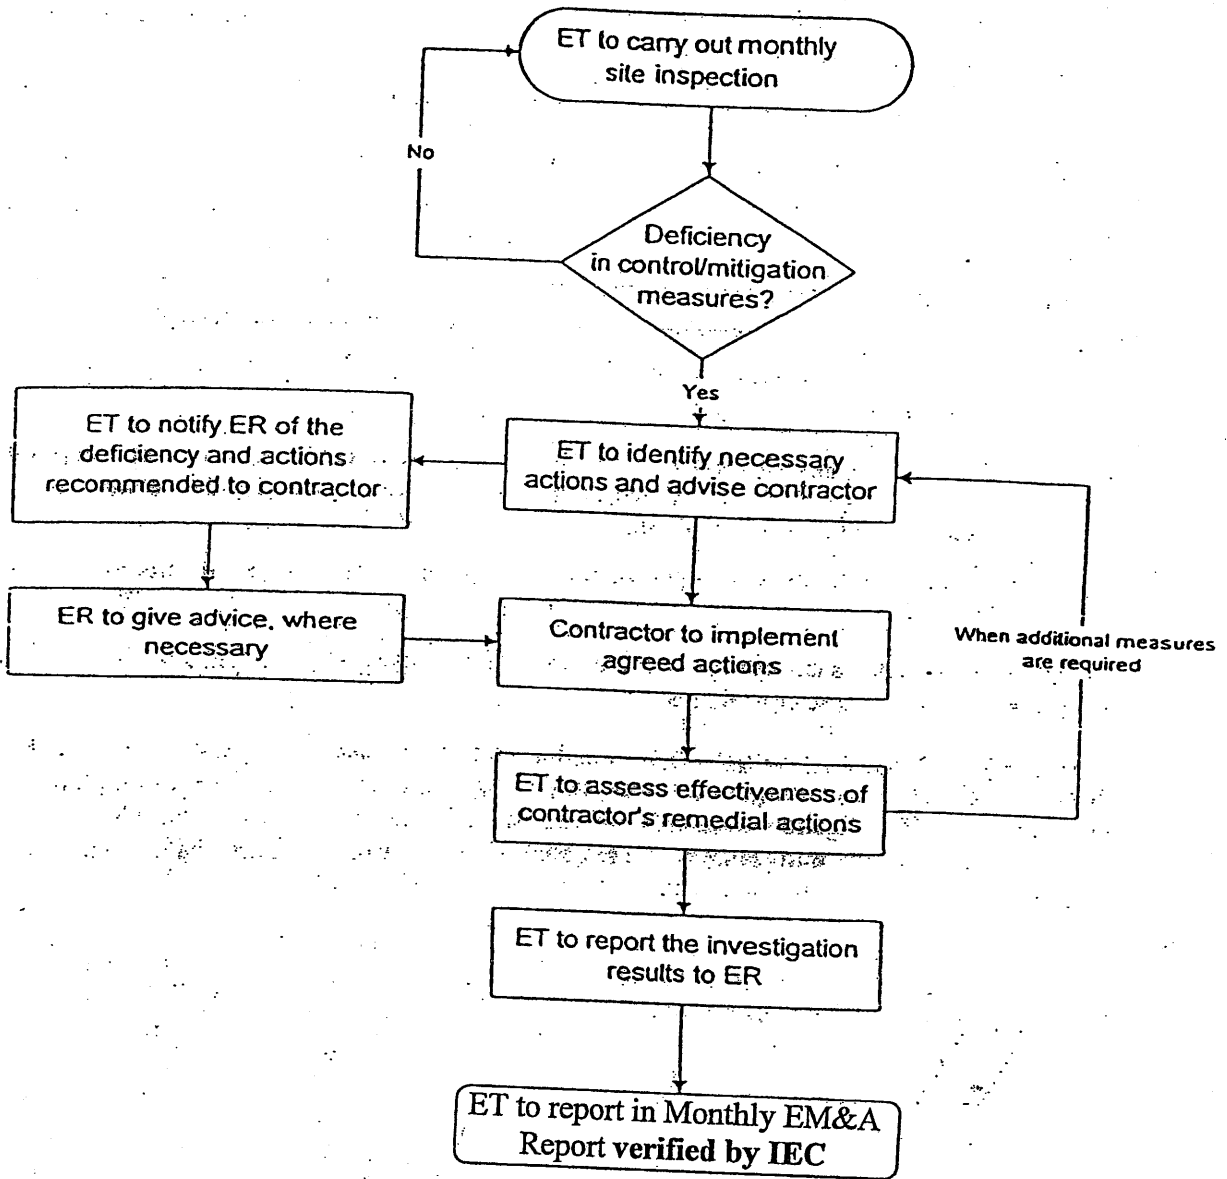 ET to carry out monthly
site inspection
No
Deficiency
in control/mitigation
measures?
Yes
ET to notify ER of the
deficiency and actions
recommended to contractor
ET to identify necessary
actions and advise contractor
ER to give advice, where
necessary
Contractor to implement
agreed actions
When additional measures
are required
ET to assess effectiveness of
contractor's remedial actions
ET to report the investigation
results to ER
ET to report in Monthly EM&A
Report verified by IEC